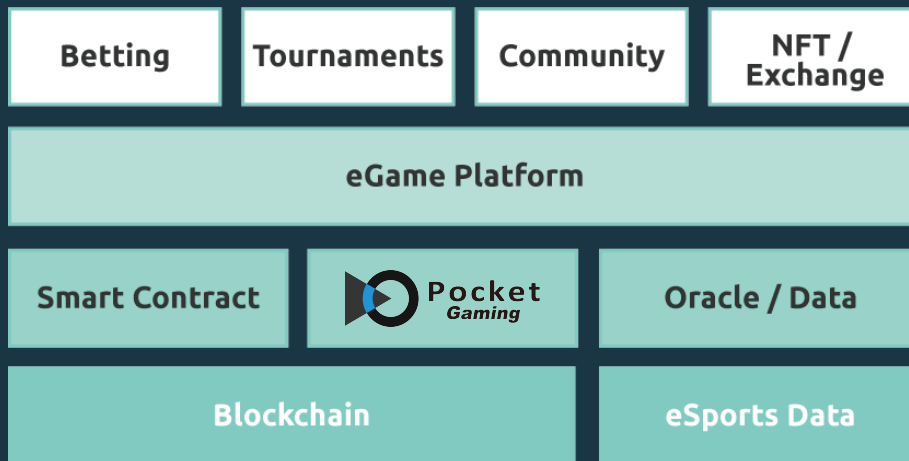 Betting
Tournaments
Community
NFT /
Exchange
eGame Platform
Smart Contract
Pocket
Gaming
Oracle / Data
Blockchain
eSports Data